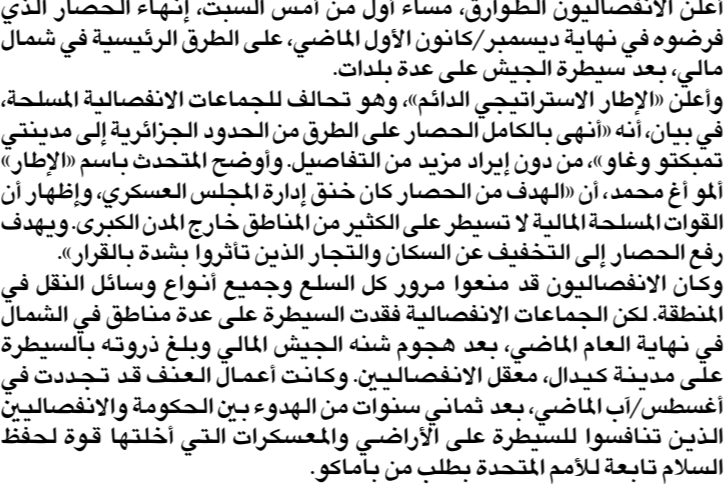 أعلن الانفصاليون الطوارق، مساء أول من أمس السبت، إنهاء الحصار الذي
فرضوه في نهاية ديسمبر/كانون الأول الماضي، على الطرق الرئيسية في شمال
مالي، بعد سيطرة الجيش على عدة بلدات.
وأعلن «الإطار الاستراتيجي الدائم»، وهو تحالف للجماعات الانفصالية المسلحة،
في بيان، أنه «أنهى بالكامل الحصار على الطرق من الحدود الجزائرية إلى مدينتي
تمبكتو وغاو»، من دون إيراد مزيد من التفاصيل. وأوضح المتحدث باسم «الإطار»
ألمو أغ محمد، أن «الهدف من الحصار كان خنق إدارة المجلس العسكري، وإظهار أن
القوات المسلحة المالية لا تسيطر على الكثير من المناطق خارج المدن الكبرى. ويهدف
رفع الحصار إلى التخفيف عن السكان والتجار الذين تأثروا بشدة بالقرار».
وكان الانفصاليون قد منعوا مرور كل السلع وجميع أنواع وسائل النقل في
المنطقة. لكن الجماعات الانفصالية فقدت السيطرة على عدة مناطق في الشمال
في نهاية العام الماضي، بعد هجوم شنه الجيش المالي وبلغ ذروته بالسيطرة
على مدينة كيدال، معقل الانفصاليين. وكانت أعمال العنف قد تجددت في
أغسطس/آب الماضي، بعد ثماني سنوات من الهدوء بين الحكومة والانفصاليين
الذين تنافسوا للسيطرة على الأراضي والمعسكرات التي أخلتها قوة لحفظ
السلام تابعة للأمم المتحدة بطلب من باماكو.